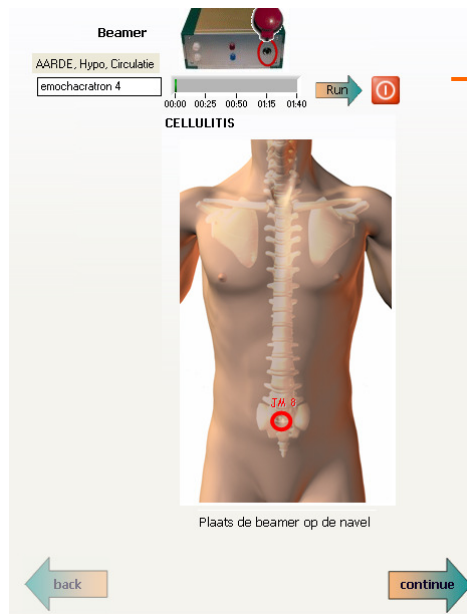 Beamer
AARDE, Hypo, Circulatie
emochacratron 4
00:00 00:25 00:50 01:15 01:40
Run
CELLULITIS
JM 8
Plaats de beamer op de navel
back
continue